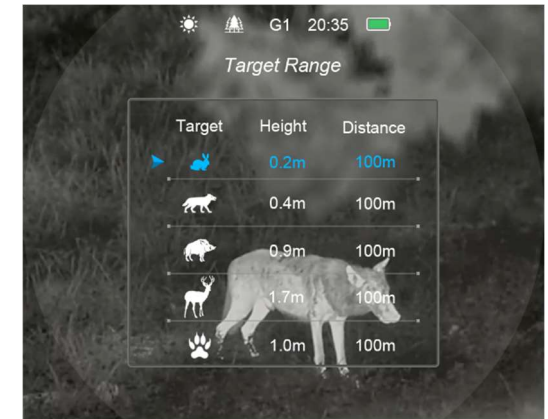 G1 20:35
Target Range
Target Height Distance
0.2m 100m
0.4m 100m
0.9m 100m
1.7m 100m
1.0m 100m